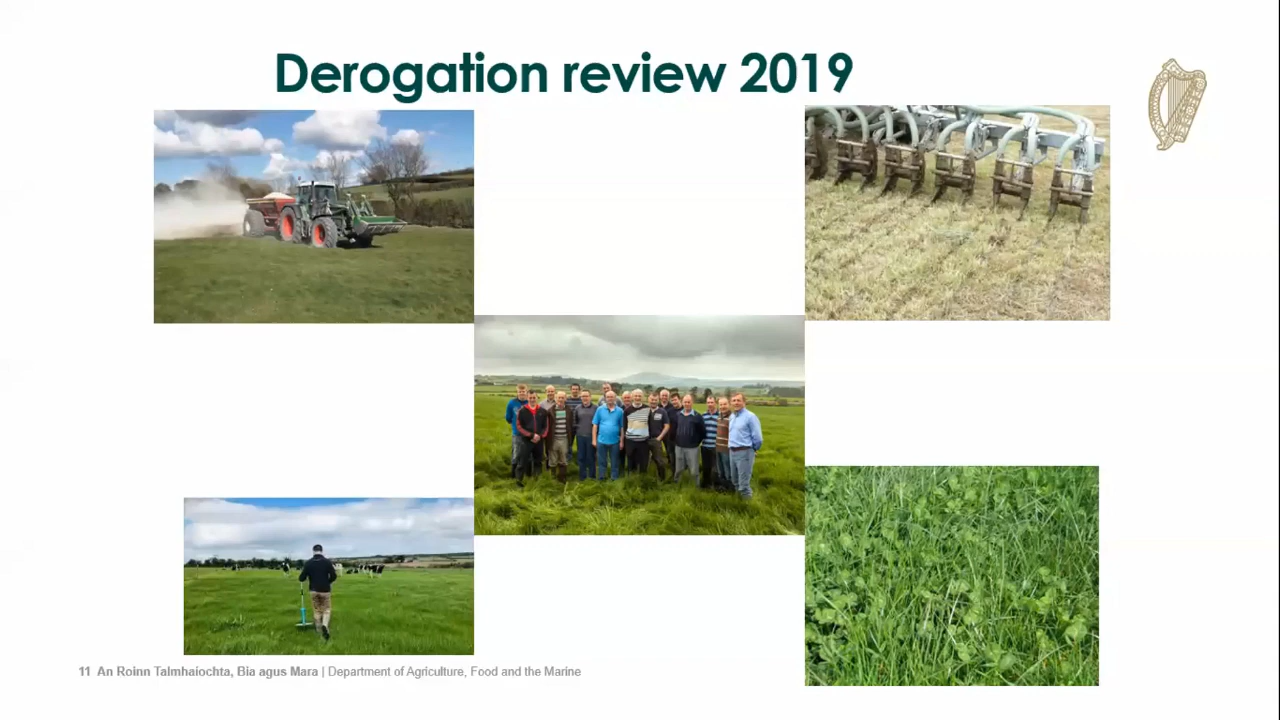 Derogation review 2019
11 An Roinn Talmhaíochta, Bia agus Mara | Department of Agriculture, Food and the Marine